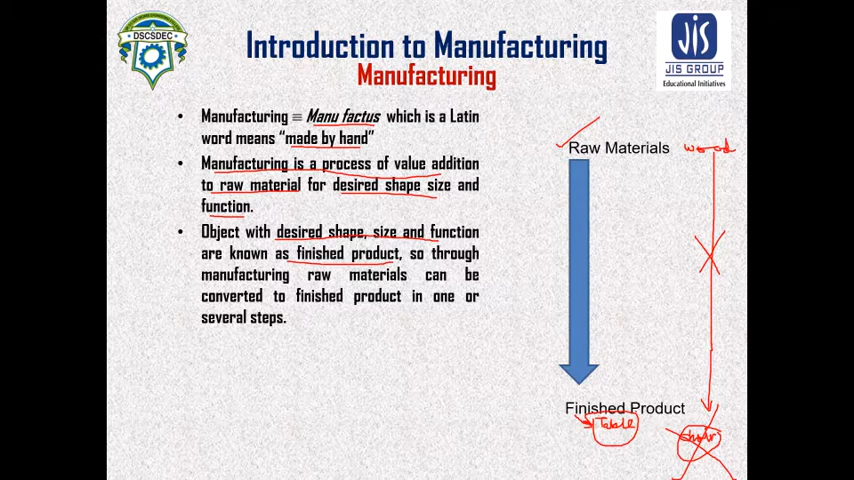 DSCSDEC
Introduction to Manufacturing
Manufacturing
JiS
JIS GROUP
Educational Initiatives
• Manufacturing ≡ Manu factus which is a Latin
word means “made by hand”
• Manufacturing is a process of value addition
to raw material for desired shape size and
function.
• Object with desired shape, size and function
are known as finished product, so through
manufacturing raw materials can be
converted to finished product in one or
several steps.
Raw Materials wood
Finished Product
Table
chair